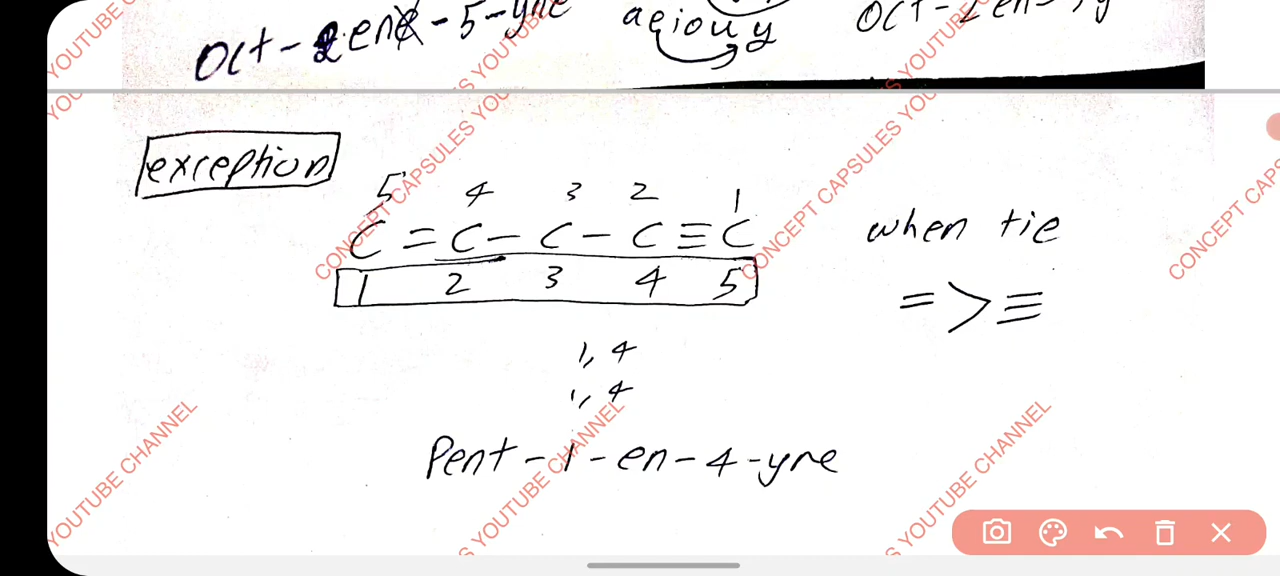 Oct-2ene-5-yne
aeiouy
exception
5 4 3 2 1
C = C - C - C ≡ C
1 2 3 4 5
when tie
= > ≡
1, 4
1, 4
Pent-1-en-4-yne
CONCEPT CAPSULES YOUTUBE CHANNEL